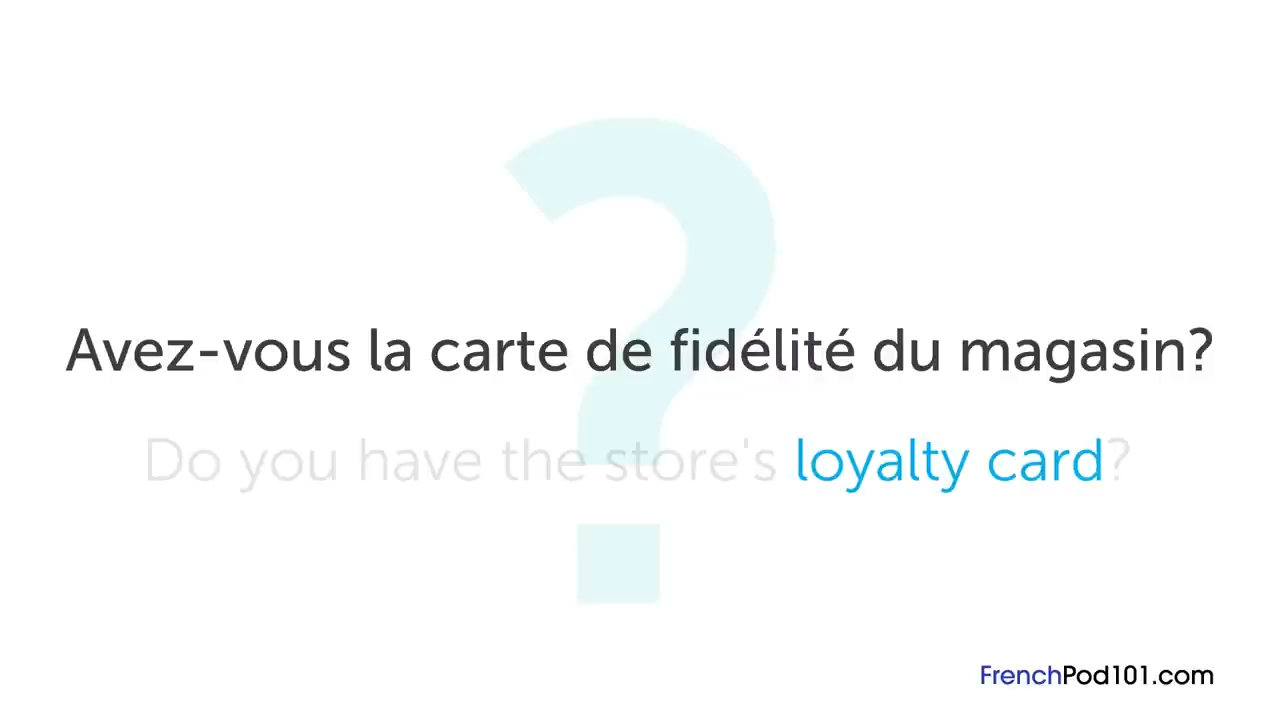 Avez-vous la carte de fidélité du magasin?
Do you have the store's loyalty card?
FrenchPod101.com